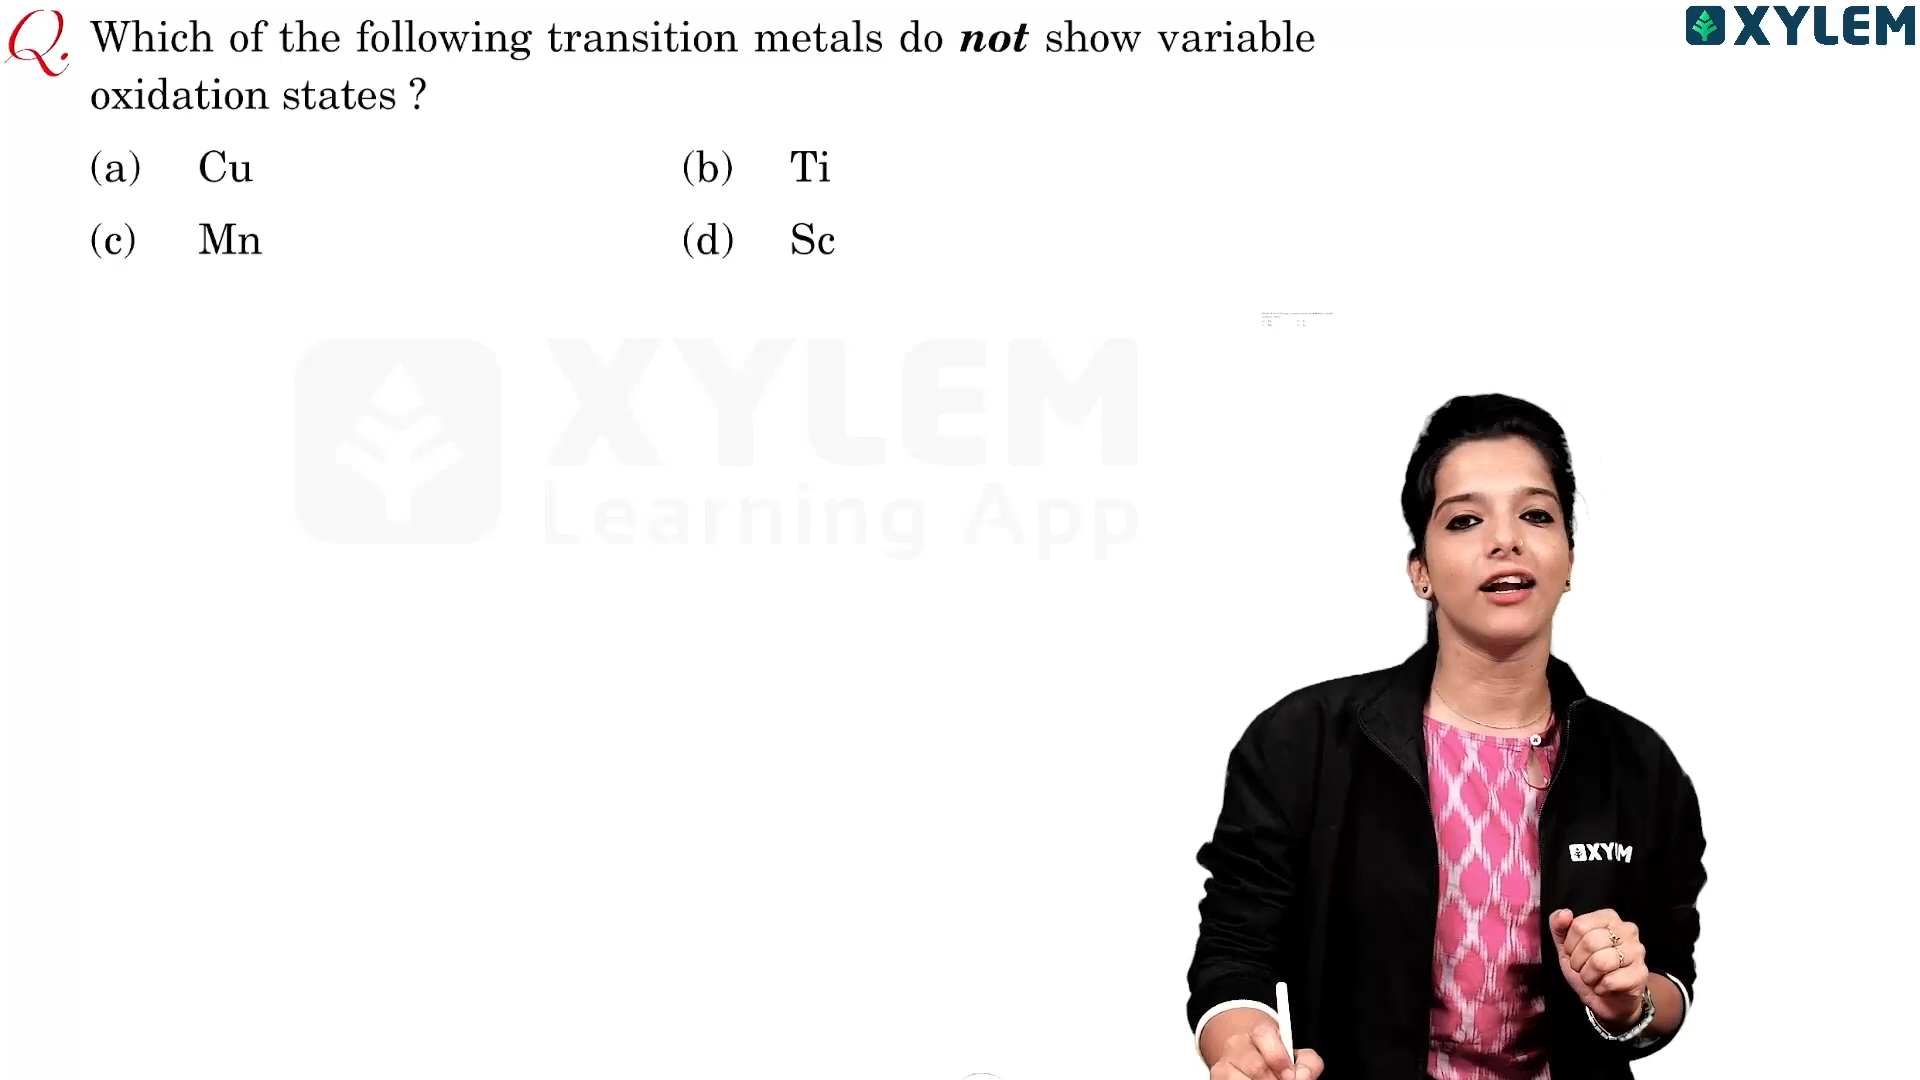 Q. Which of the following transition metals do not show variable
oxidation states ?
(a) Cu (b) Ti
(c) Mn (d) Sc
XYLEM
XYLEM
Learning App